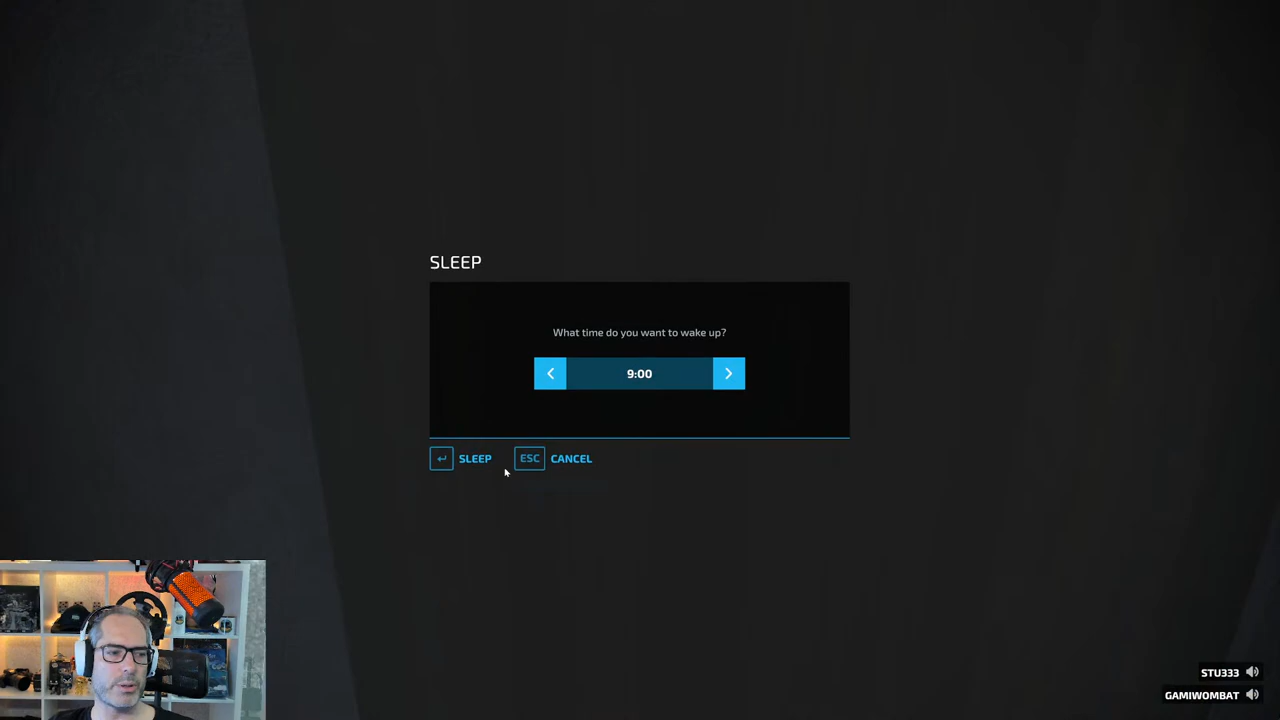 SLEEP
What time do you want to wake up?
9:00
SLEEP ESC CANCEL
STU333
GAMIWOMBAT